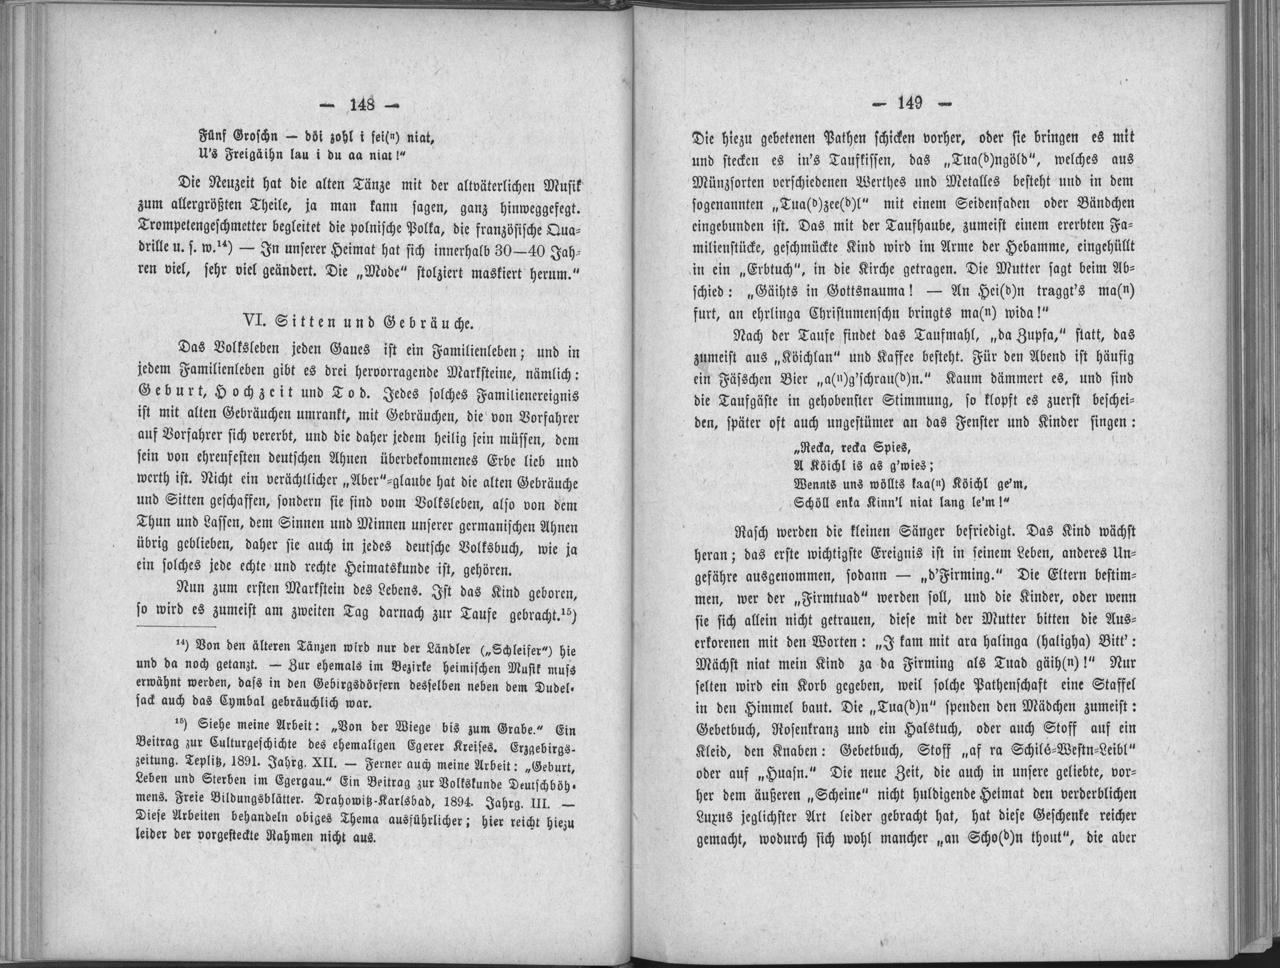 — 148 —
Fünf Groschn — döi zohl i sei(n) niat,
U's Freigäihn lau i du aa niat!“
Die Neuzeit hat die alten Tänze mit der altväterlichen Musik
zum allergrößten Theile, ja man kann sagen, ganz hinweggefegt.
Trompetengeschmetter begleitet die polnische Polka, die französische Qua-
drille u. s. w.¹⁴) — In unserer Heimat hat sich innerhalb 30—40 Jah-
ren viel, sehr viel geändert. Die „Mode“ stolziert maskiert herum.“
VI. Sitten und Gebräuche.
Das Volksleben jeden Gaues ist ein Familienleben; und in
jedem Familienleben gibt es drei hervorragende Marksteine, nämlich:
Geburt, Hochzeit und Tod. Jedes solches Familienereignis
ist mit alten Gebräuchen umrankt, mit Gebräuchen, die von Vorfahrer
auf Vorfahrer sich vererbt, und die daher jedem heilig sein müssen, dem
sein von ehrenfesten deutschen Ahnen überbekommenes Erbe lieb und
werth ist. Nicht ein verächtlicher „Aber“-glaube hat die alten Gebräuche
und Sitten geschaffen, sondern sie sind vom Volksleben, also von dem
Thun und Lassen, dem Sinnen und Minnen unserer germanischen Ahnen
übrig geblieben, daher sie auch in jedes deutsche Volksbuch, wie ja
ein solches jede echte und rechte Heimatskunde ist, gehören.
Nun zum ersten Markstein des Lebens. Ist das Kind geboren,
so wird es zumeist am zweiten Tag darnach zur Taufe gebracht.¹⁵)
¹⁴) Von den älteren Tänzen wird nur der Ländler („Schleifer“) hie
und da noch getanzt. — Zur ehemals im Bezirke heimischen Musik muss
erwähnt werden, dass in den Gebirgsdörfern desselben neben dem Dudel-
sack auch das Cymbal gebräuchlich war.
¹⁵) Siehe meine Arbeit: „Von der Wiege bis zum Grabe.“ Ein
Beitrag zur Culturgeschichte des ehemaligen Egerer Kreises. Erzgebirgs-
zeitung. Teplitz, 1891. Jahrg. XII. — Ferner auch meine Arbeit: „Geburt,
Leben und Sterben im Egergau.“ Ein Beitrag zur Volkskunde Deutschböh-
mens. Freie Bildungsblätter. Drahowitz-Karlsbad, 1894. Jahrg. III. —
Diese Arbeiten behandeln obiges Thema ausführlicher; hier reicht hiezu
leider der vorgesteckte Rahmen nicht aus.
— 149 —
Die hiezu gebetenen Pathen schicken vorher, oder sie bringen es mit
und stecken es in's Taufkissen, das „Tua(d)ngöld“, welches aus
Münzsorten verschiedenen Werthes und Metalles besteht und in dem
sogenannten „Tua(d)zee(d)l“ mit einem Seidenfaden oder Bändchen
eingebunden ist. Das mit der Taufhaube, zumeist einem ererbten Fa-
milienstücke, geschmückte Kind wird im Arme der Hebamme, eingehüllt
in ein „Erbtuch“, in die Kirche getragen. Die Mutter sagt beim Ab-
schied: „Gäihts in Gottsnauma! — An Hei(d)n traggt's ma(n)
furt, an ehrlinga Christnmenschn bringts ma(n) wida!“
Nach der Taufe findet das Taufmahl, „da Zupfa,“ statt, das
zumeist aus „Köichlan“ und Kaffee besteht. Für den Abend ist häufig
ein Fässchen Bier „a(n)g'schrau(d)n.“ Kaum dämmert es, und sind
die Taufgäste in gehobenster Stimmung, so klopft es zuerst beschei-
den, später oft auch ungestümer an das Fenster und Kinder singen:
„Recka, recka Spies,
A Köichl is as g'wies;
Wennts uns wöllts kaa(n) Köichl ge'm,
Schöll enka Kinn'l niat lang le'm!“
Rasch werden die kleinen Sänger befriedigt. Das Kind wächst
heran; das erste wichtigste Ereignis ist in seinem Leben, anderes Un-
gefähre ausgenommen, sodann — „d'Firming.“ Die Eltern bestim-
men, wer der „Firmtuad“ werden soll, und die Kinder, oder wenn
sie sich allein nicht getrauen, diese mit der Mutter bitten die Aus-
erkorenen mit den Worten: „I kam mit ara halinga (haligha) Bitt':
Mächst niat mein Kind za da Firming als Tuad gäih(n)!“ Nur
selten wird ein Korb gegeben, weil solche Pathenschaft eine Staffel
in den Himmel baut. Die „Tua(d)n“ spenden den Mädchen zumeist:
Gebetbuch, Rosenkranz und ein Halstuch, oder auch Stoff auf ein
Kleid, den Knaben: Gebetbuch, Stoff „af ra Schilé-Westn-Leibl“
oder auf „Huasn.“ Die neue Zeit, die auch in unsere geliebte, vor-
her dem äußeren „Scheine“ nicht huldigende Heimat den verderblichen
Luxus jeglichster Art leider gebracht hat, hat diese Geschenke reicher
gemacht, wodurch sich wohl mancher „an Scho(d)n thout“, die aber